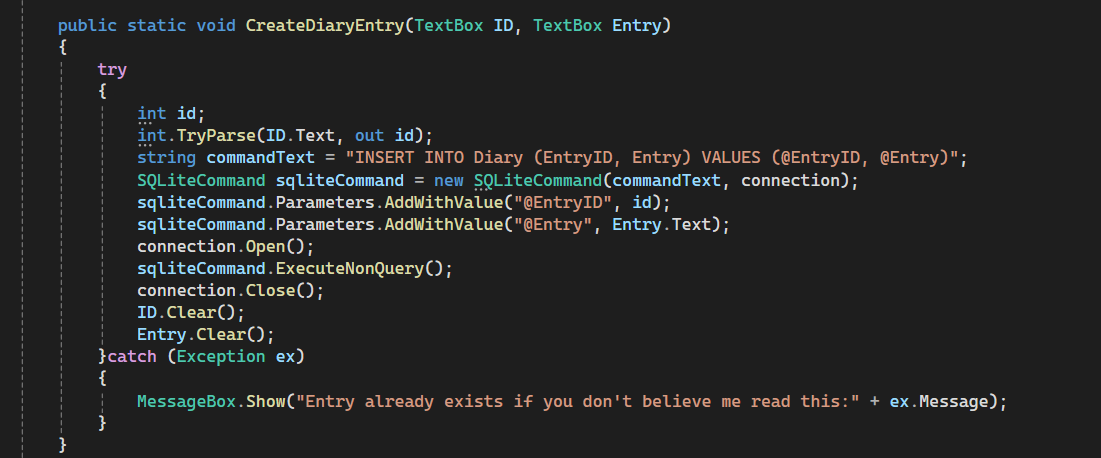 public static void CreateDiaryEntry(TextBox ID, TextBox Entry)
{
try
{
int id;
int.TryParse(ID.Text, out id);
string commandText = "INSERT INTO Diary (EntryID, Entry) VALUES (@EntryID, @Entry)";
SQLiteCommand sqliteCommand = new SQLiteCommand(commandText, connection);
sqliteCommand.Parameters.AddWithValue("@EntryID", id);
sqliteCommand.Parameters.AddWithValue("@Entry", Entry.Text);
connection.Open();
sqliteCommand.ExecuteNonQuery();
connection.Close();
ID.Clear();
Entry.Clear();
}catch (Exception ex)
{
MessageBox.Show("Entry already exists if you don't believe me read this:" + ex.Message);
}
}